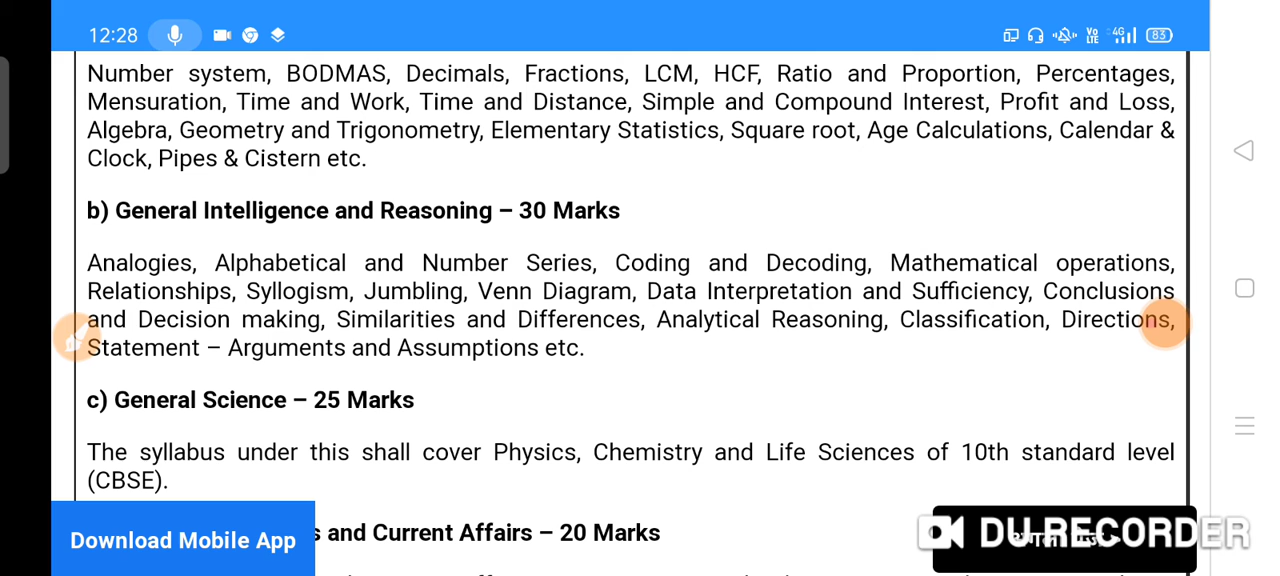 12:28
Vo LTE 4G 83
Number system, BODMAS, Decimals, Fractions, LCM, HCF, Ratio and Proportion, Percentages,
Mensuration, Time and Work, Time and Distance, Simple and Compound Interest, Profit and Loss,
Algebra, Geometry and Trigonometry, Elementary Statistics, Square root, Age Calculations, Calendar &
Clock, Pipes & Cistern etc.
b) General Intelligence and Reasoning – 30 Marks
Analogies, Alphabetical and Number Series, Coding and Decoding, Mathematical operations,
Relationships, Syllogism, Jumbling, Venn Diagram, Data Interpretation and Sufficiency, Conclusions
and Decision making, Similarities and Differences, Analytical Reasoning, Classification, Directions,
Statement – Arguments and Assumptions etc.
c) General Science – 25 Marks
The syllabus under this shall cover Physics, Chemistry and Life Sciences of 10th standard level
(CBSE).
s and Current Affairs – 20 Marks
Download Mobile App
DU RECORDER